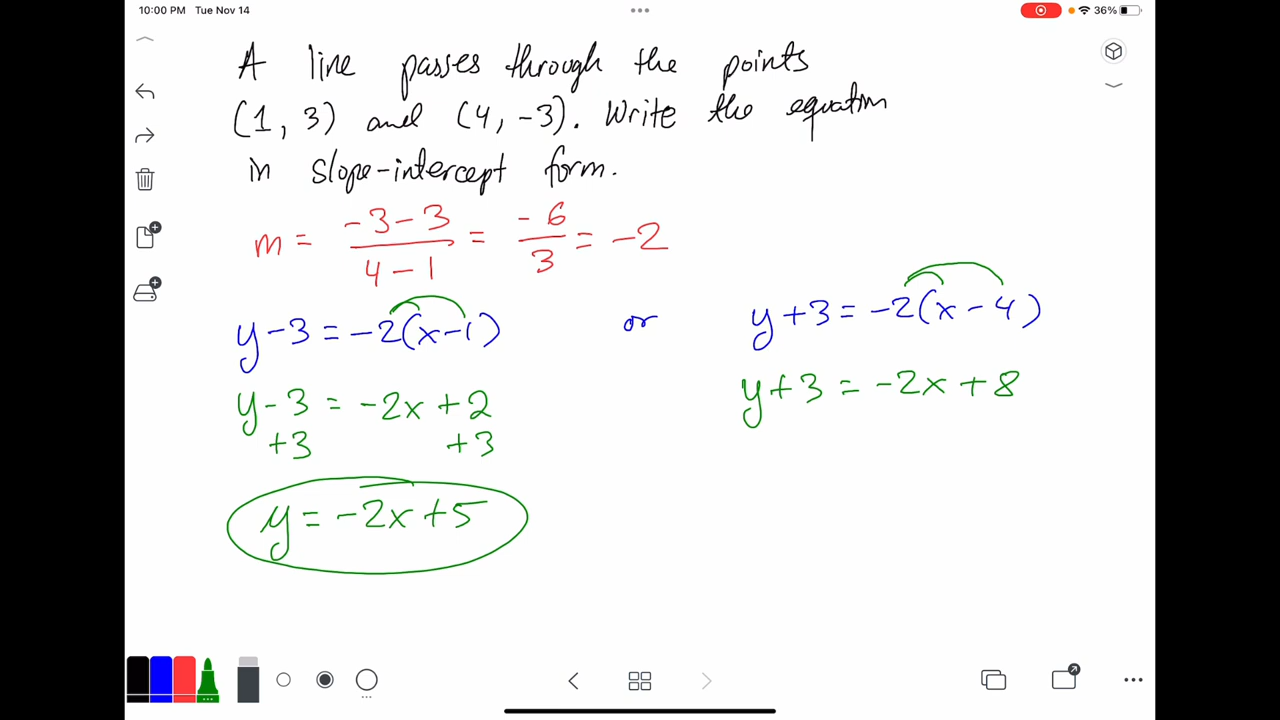 10:00 PM Tue Nov 14
36%
A line passes through the points
(1, 3) and (4, -3). Write the equation
in slope-intercept form.
m = \frac{-3-3}{4-1} = \frac{-6}{3} = -2
y-3 = -2(x-1) or y+3 = -2(x-4)
y-3 = -2x+2
+3 +3
y = -2x+5
y+3 = -2x+8